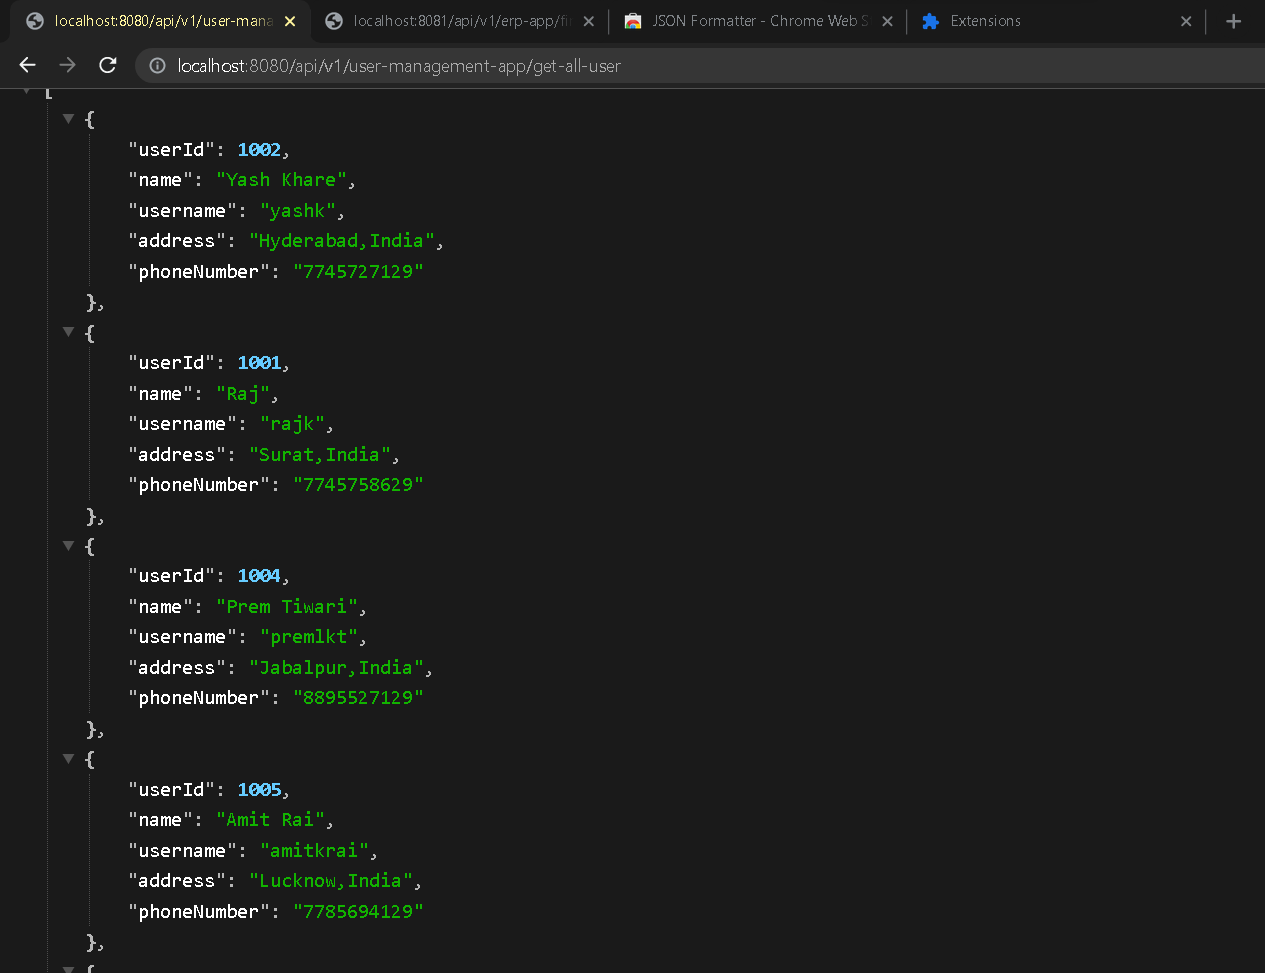 localhost:8080/api/v1/user-mana
localhost:8081/api/v1/erp-app/fi
JSON Formatter - Chrome Web S
Extensions
localhost:8080/api/v1/user-management-app/get-all-user
[
{
"userId": 1002,
"name": "Yash Khare",
"username": "yashk",
"address": "Hyderabad,India",
"phoneNumber": "7745727129"
},
{
"userId": 1001,
"name": "Raj",
"username": "rajk",
"address": "Surat,India",
"phoneNumber": "7745758629"
},
{
"userId": 1004,
"name": "Prem Tiwari",
"username": "premlkt",
"address": "Jabalpur,India",
"phoneNumber": "8895527129"
},
{
"userId": 1005,
"name": "Amit Rai",
"username": "amitkrai",
"address": "Lucknow,India",
"phoneNumber": "7785694129"
},
{